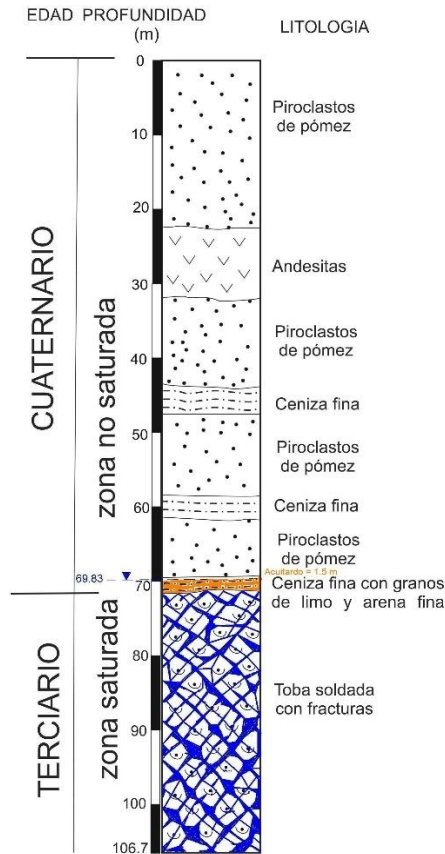 EDAD PROFUNDIDAD
(m)
LITOLOGIA
0
Piroclastos
de pómez
10
20
Andesitas
30
Piroclastos
de pómez
40
Ceniza fina
50
Piroclastos
de pómez
60
Ceniza fina
Piroclastos
de pómez
Acuitardo = 1.5 m
69.83
70
Ceniza fina con granos
de limo y arena fina
80
Toba soldada
con fracturas
90
100
106.7
CUATERNARIO
zona no saturada
TERCIARIO
zona saturada